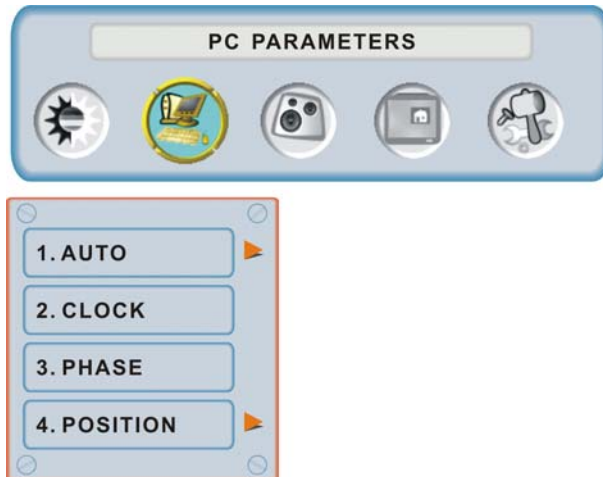 PC PARAMETERS
1. AUTO
2. CLOCK
3. PHASE
4. POSITION